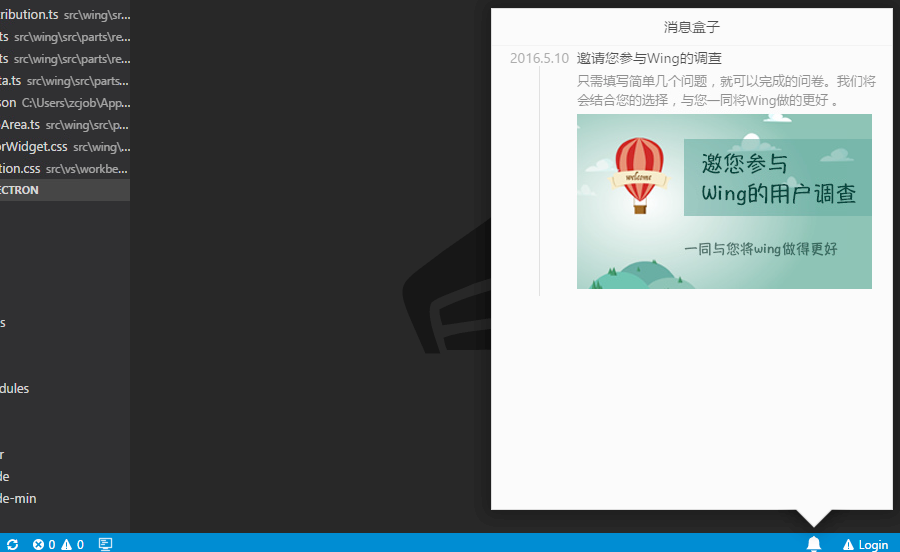 ribution.ts src\wing\sr...
ts src\wing\src\parts\re...
ts src\wing\src\parts\re...
ta.ts src\wing\src\parts...
son C:\Users\zcjob\App...
Area.ts src\wing\src\p...
orWidget.css src\wing\...
tion.css src\vs\workbe...
ECTRON
s
dules
r
de
de-min
消息盒子
2016.5.10 邀请您参与Wing的调查
只需填写简单几个问题，就可以完成的问卷。我们将
会结合您的选择，与您一同将Wing做的更好 。
welcome
邀您参与
Wing的用户调查
一同与您将wing做得更好
0 0
Login